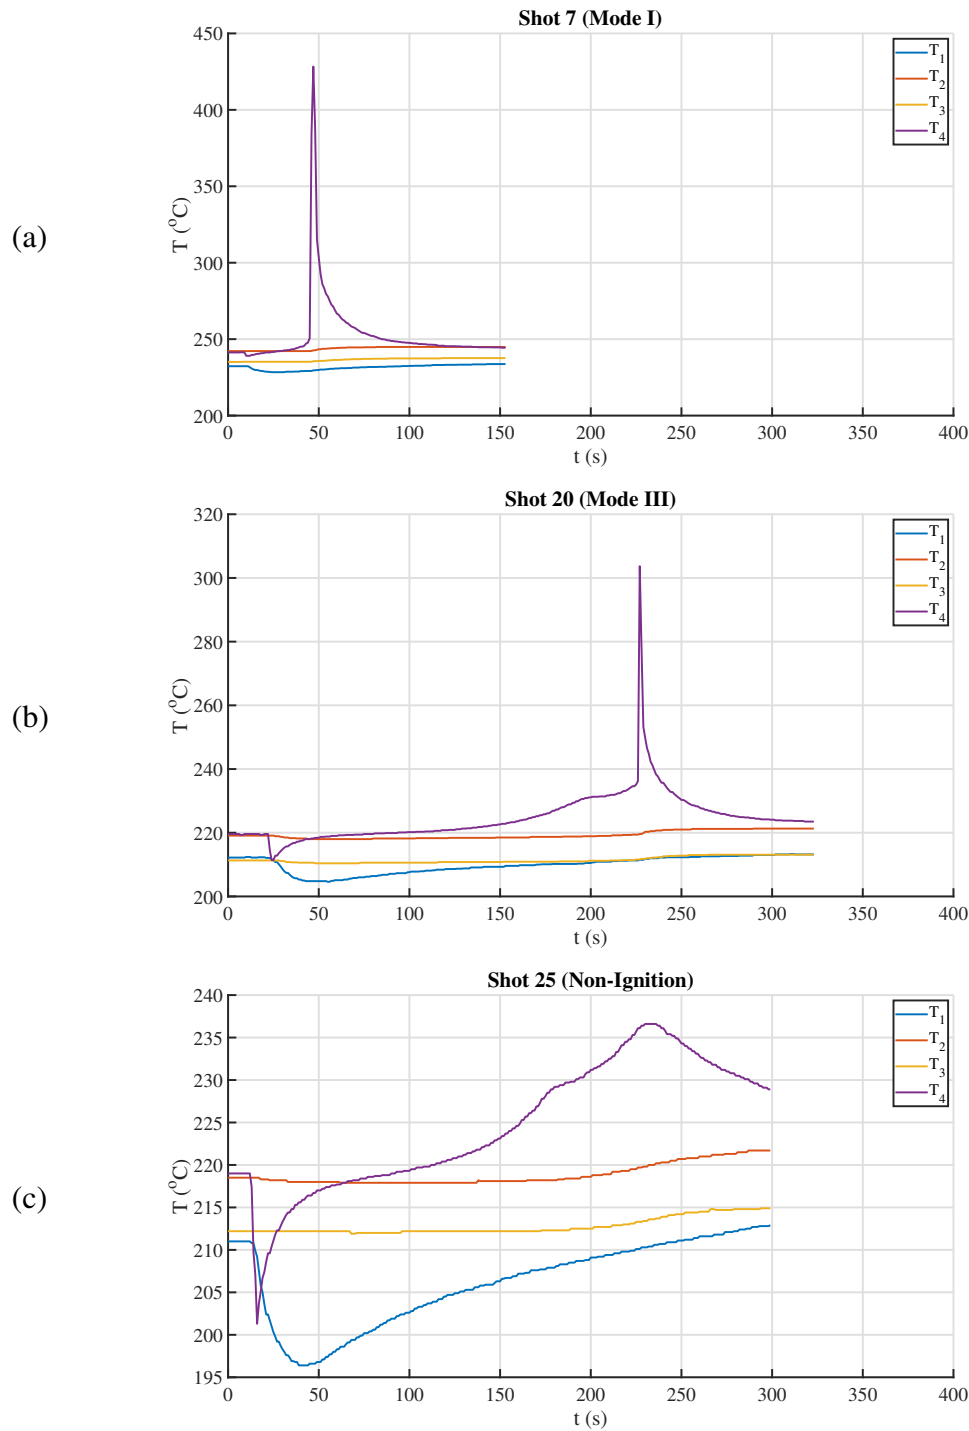 Shot 7 (Mode I)
450
400
350
300
250
200
T (°C)
0 50 100 150 200 250 300 350 400
t (s)
T1
T2
T3
T4
(a)
Shot 20 (Mode III)
320
300
280
260
240
220
200
T (°C)
0 50 100 150 200 250 300 350 400
t (s)
T1
T2
T3
T4
(b)
Shot 25 (Non-Ignition)
240
235
230
225
220
215
210
205
200
195
T (°C)
0 50 100 150 200 250 300 350 400
t (s)
T1
T2
T3
T4
(c)